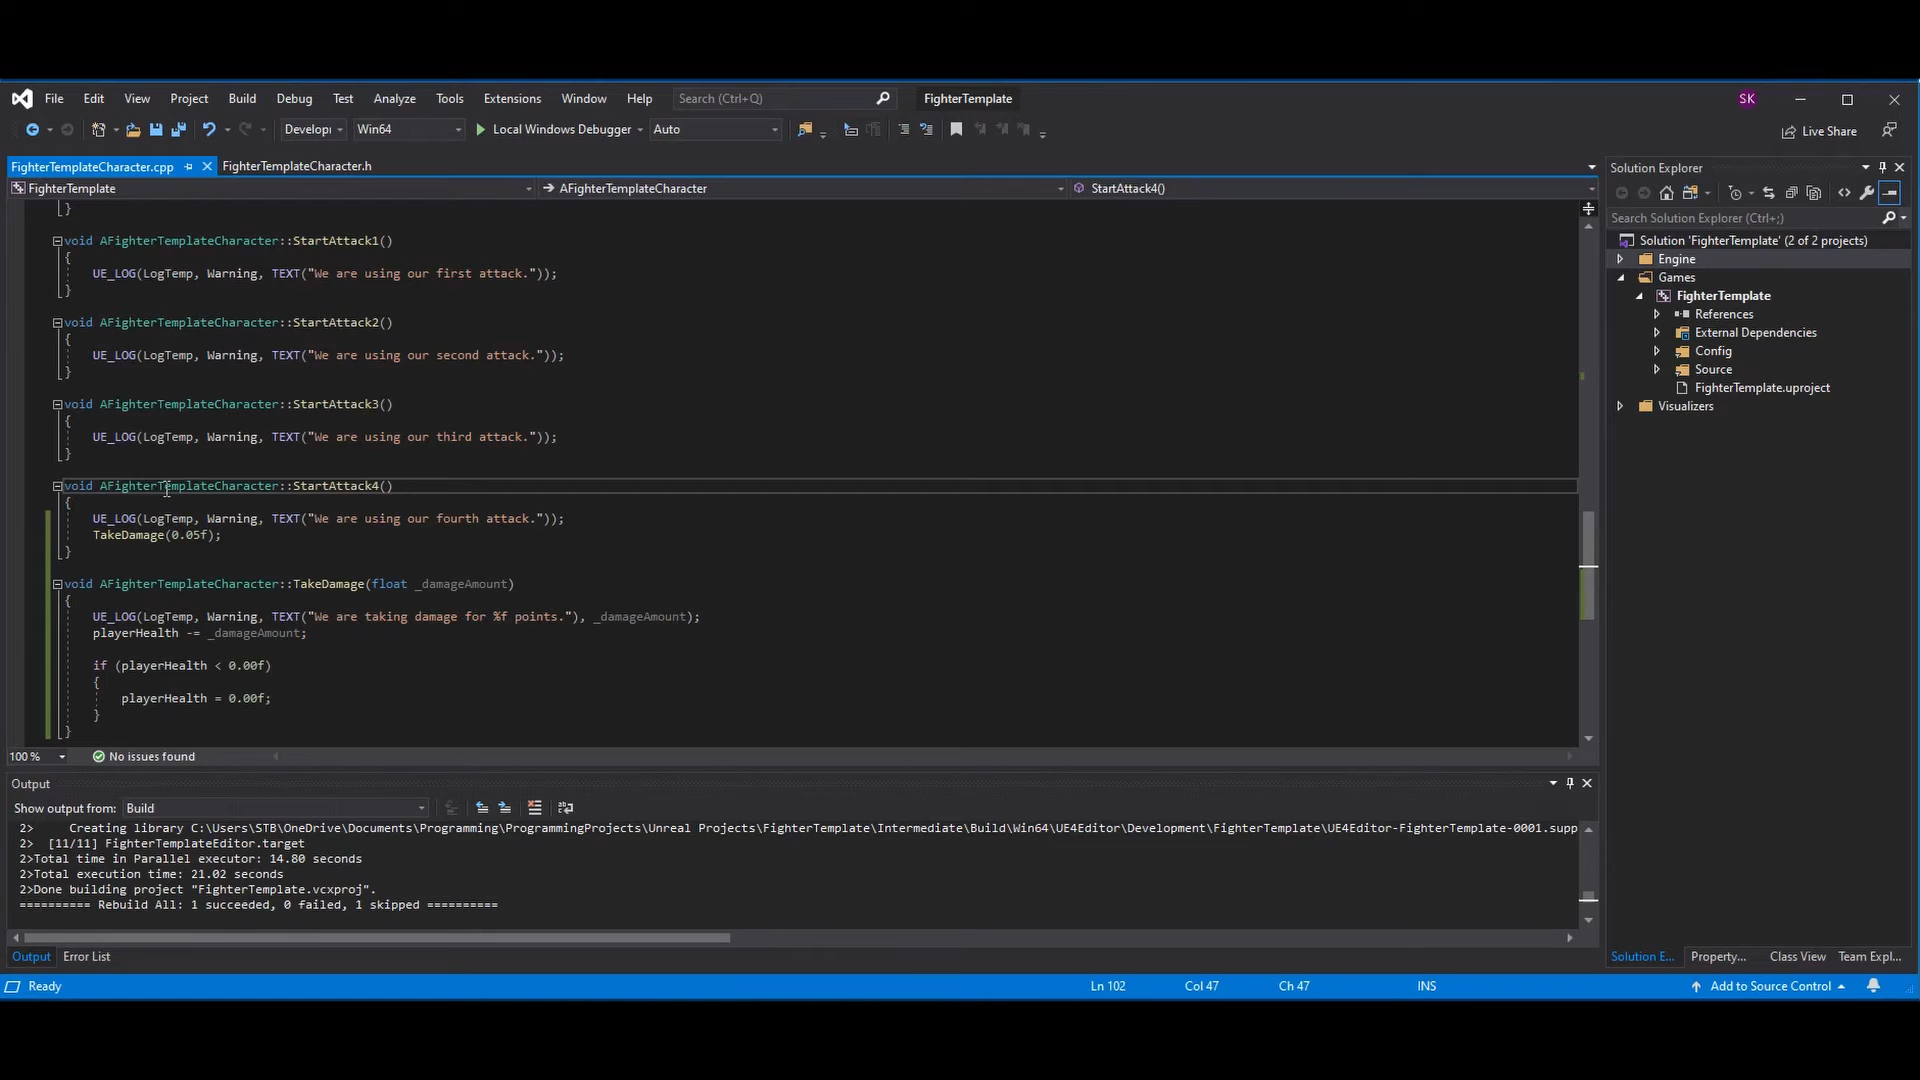 File Edit View Project Build Debug Test Analyze Tools Extensions Window Help Search (Ctrl+Q) FighterTemplate SK
Develop Win64 Local Windows Debugger Auto Live Share
FighterTemplateCharacter.cpp FighterTemplateCharacter.h
FighterTemplate AFighterTemplateCharacter StartAttack4()
}
void AFighterTemplateCharacter::StartAttack1()
{
UE_LOG(LogTemp, Warning, TEXT("We are using our first attack."));
}
void AFighterTemplateCharacter::StartAttack2()
{
UE_LOG(LogTemp, Warning, TEXT("We are using our second attack."));
}
void AFighterTemplateCharacter::StartAttack3()
{
UE_LOG(LogTemp, Warning, TEXT("We are using our third attack."));
}
void AFighterTemplateCharacter::StartAttack4()
{
UE_LOG(LogTemp, Warning, TEXT("We are using our fourth attack."));
TakeDamage(0.05f);
}
void AFighterTemplateCharacter::TakeDamage(float _damageAmount)
{
UE_LOG(LogTemp, Warning, TEXT("We are taking damage for %f points."), _damageAmount);
playerHealth -= _damageAmount;
if (playerHealth < 0.00f)
{
playerHealth = 0.00f;
}
}
100 % No issues found
Output
Show output from: Build
2> Creating library C:\Users\STB\OneDrive\Documents\Programming\ProgrammingProjects\Unreal Projects\FighterTemplate\Intermediate\Build\Win64\UE4Editor\Development\FighterTemplate\UE4Editor-FighterTemplate-0001.supp
2> [11/11] FighterTemplateEditor.target
2>Total time in Parallel executor: 14.80 seconds
2>Total execution time: 21.02 seconds
2>Done building project "FighterTemplate.vcxproj".
========== Rebuild All: 1 succeeded, 0 failed, 1 skipped ==========
Output Error List
Solution Explorer
Search Solution Explorer (Ctrl+;)
Solution 'FighterTemplate' (2 of 2 projects)
Engine
Games
FighterTemplate
References
External Dependencies
Config
Source
FighterTemplate.uproject
Visualizers
Solution E... Property... Class View Team Expl...
Ready Ln 102 Col 47 Ch 47 INS Add to Source Control